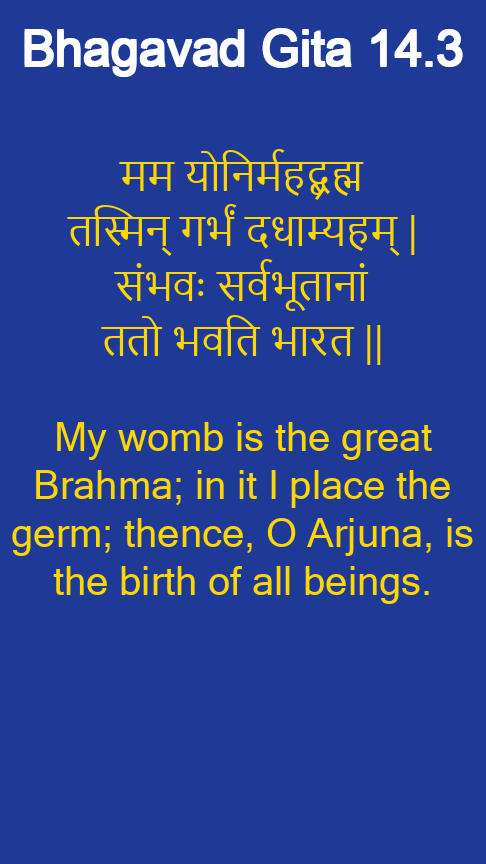 Bhagavad Gita 14.3
मम योनिर्महद्ब्रह्म
तस्मिन् गर्भं दधाम्यहम् |
संभवः सर्वभूतानां
ततो भवति भारत ||
My womb is the great
Brahma; in it I place the
germ; thence, O Arjuna, is
the birth of all beings.